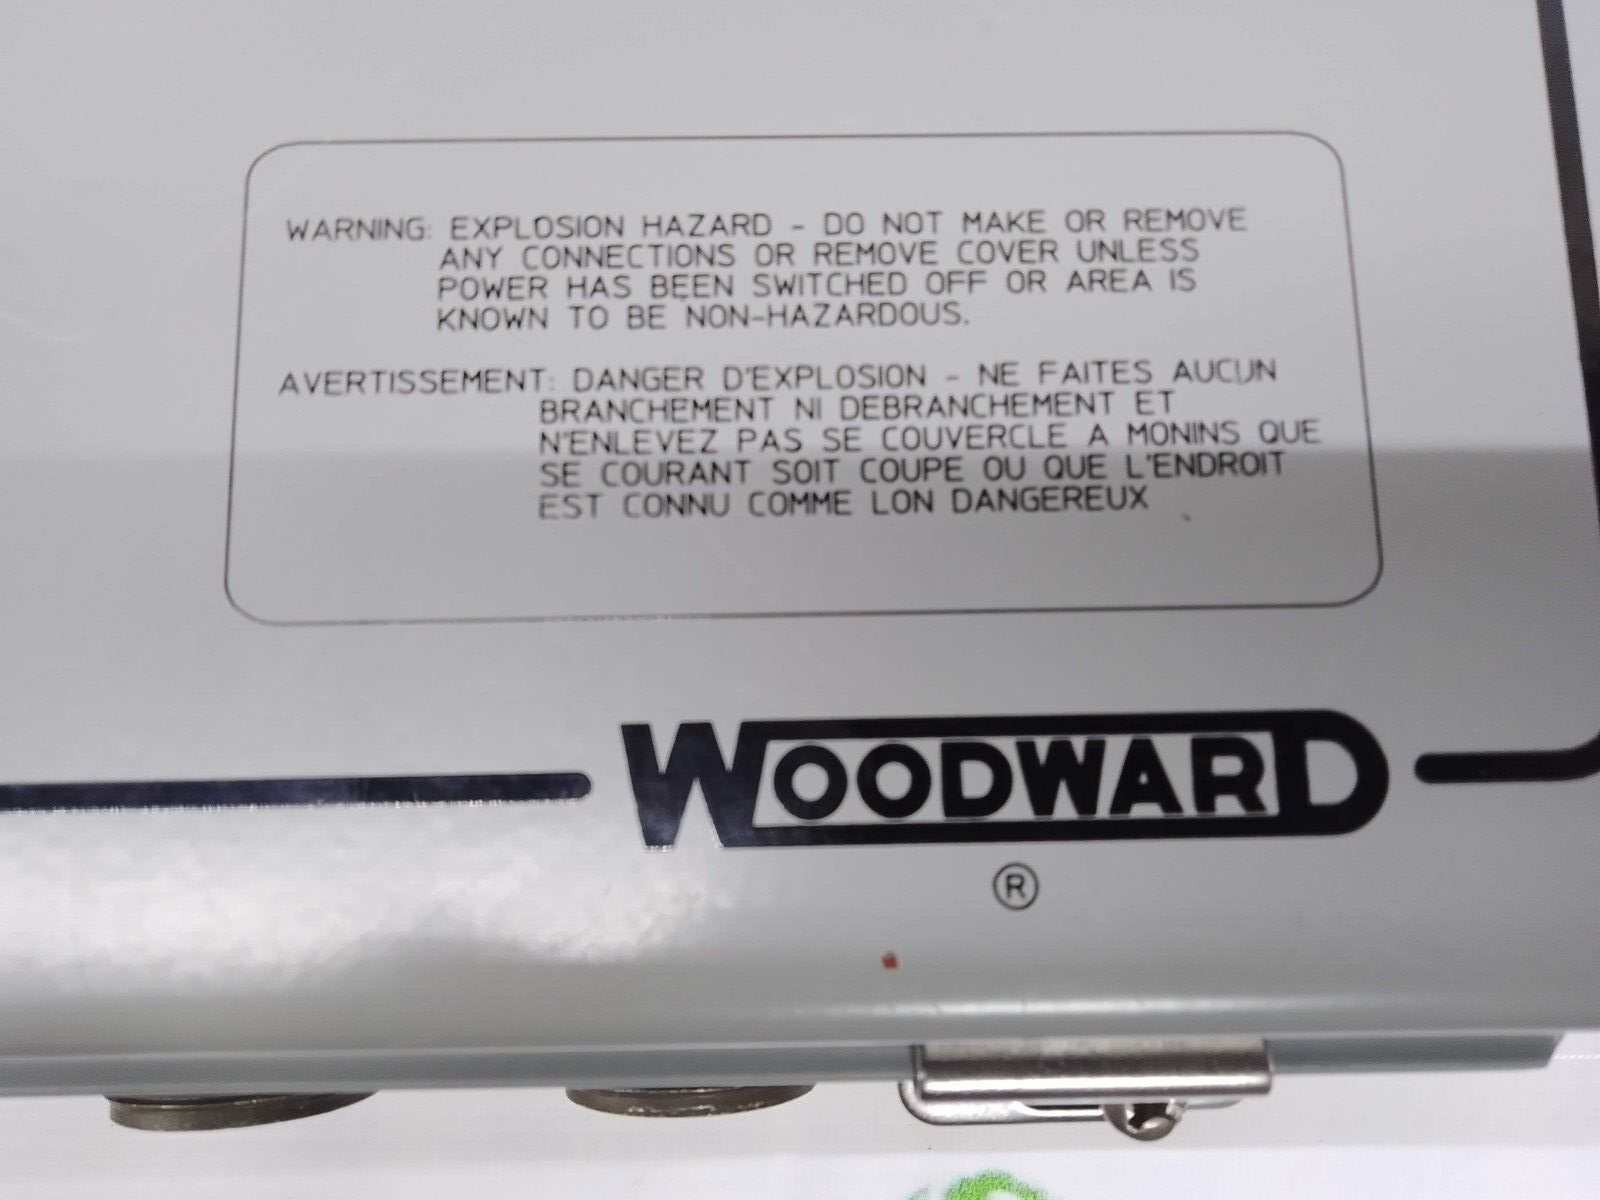 WARNING: EXPLOSION HAZARD - DO NOT MAKE OR REMOVE
ANY CONNECTIONS OR REMOVE COVER UNLESS
POWER HAS BEEN SWITCHED OFF OR AREA IS
KNOWN TO BE NON-HAZARDOUS.
AVERTISSEMENT: DANGER D'EXPLOSION - NE FAITES AUCUN
BRANCHEMENT NI DEBRANCHEMENT ET
N'ENLEVEZ PAS SE COUVERCLE A MONINS QUE
SE COURANT SOIT COUPE OU QUE L'ENDROIT
EST CONNU COMME LON DANGEREUX
WOODWARD
®